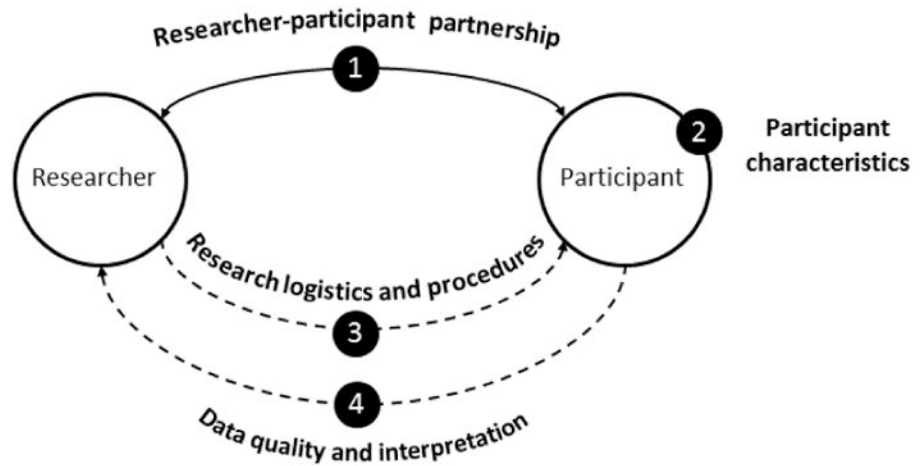 Researcher-participant partnership
1
Researcher
Participant
2
Participant
characteristics
Research logistics and procedures
3
4
Data quality and interpretation